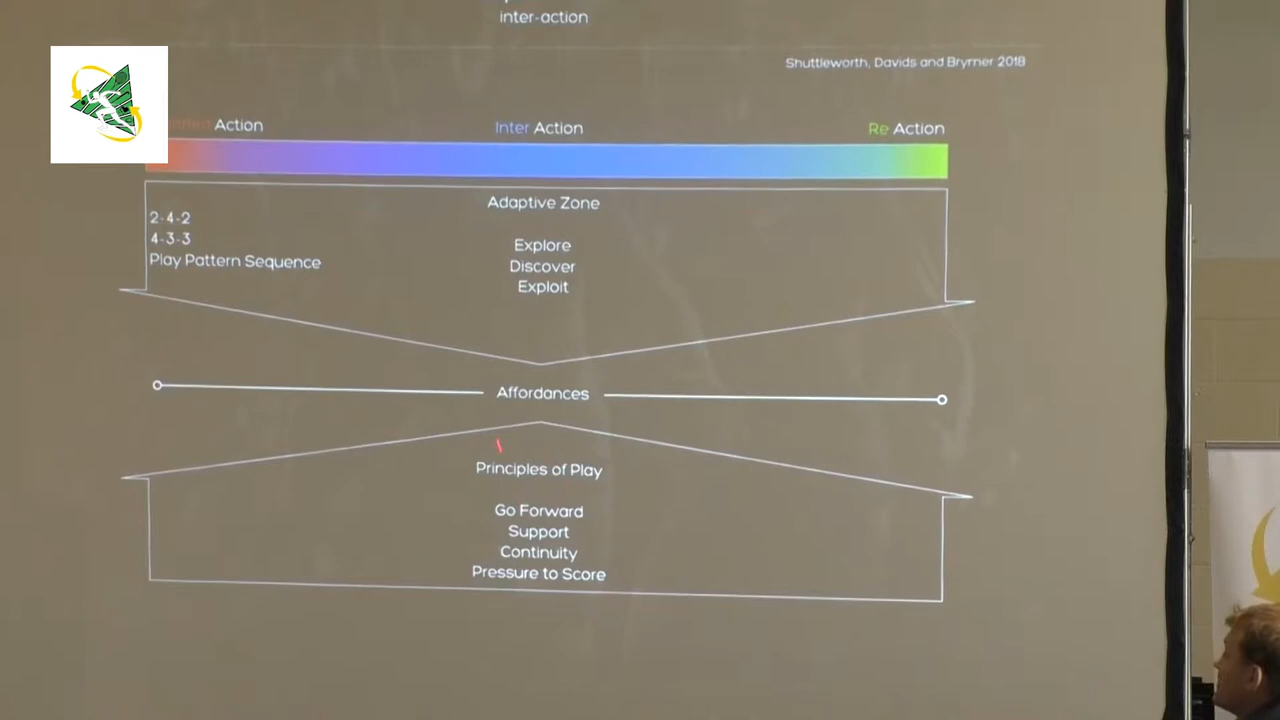 inter-action
Shuttleworth, Davids and Brymer 2018
Action
Inter Action
Re Action
Adaptive Zone
2-4-2
4-3-3
Play Pattern Sequence
Explore
Discover
Exploit
Affordances
Principles of Play
Go Forward
Support
Continuity
Pressure to Score